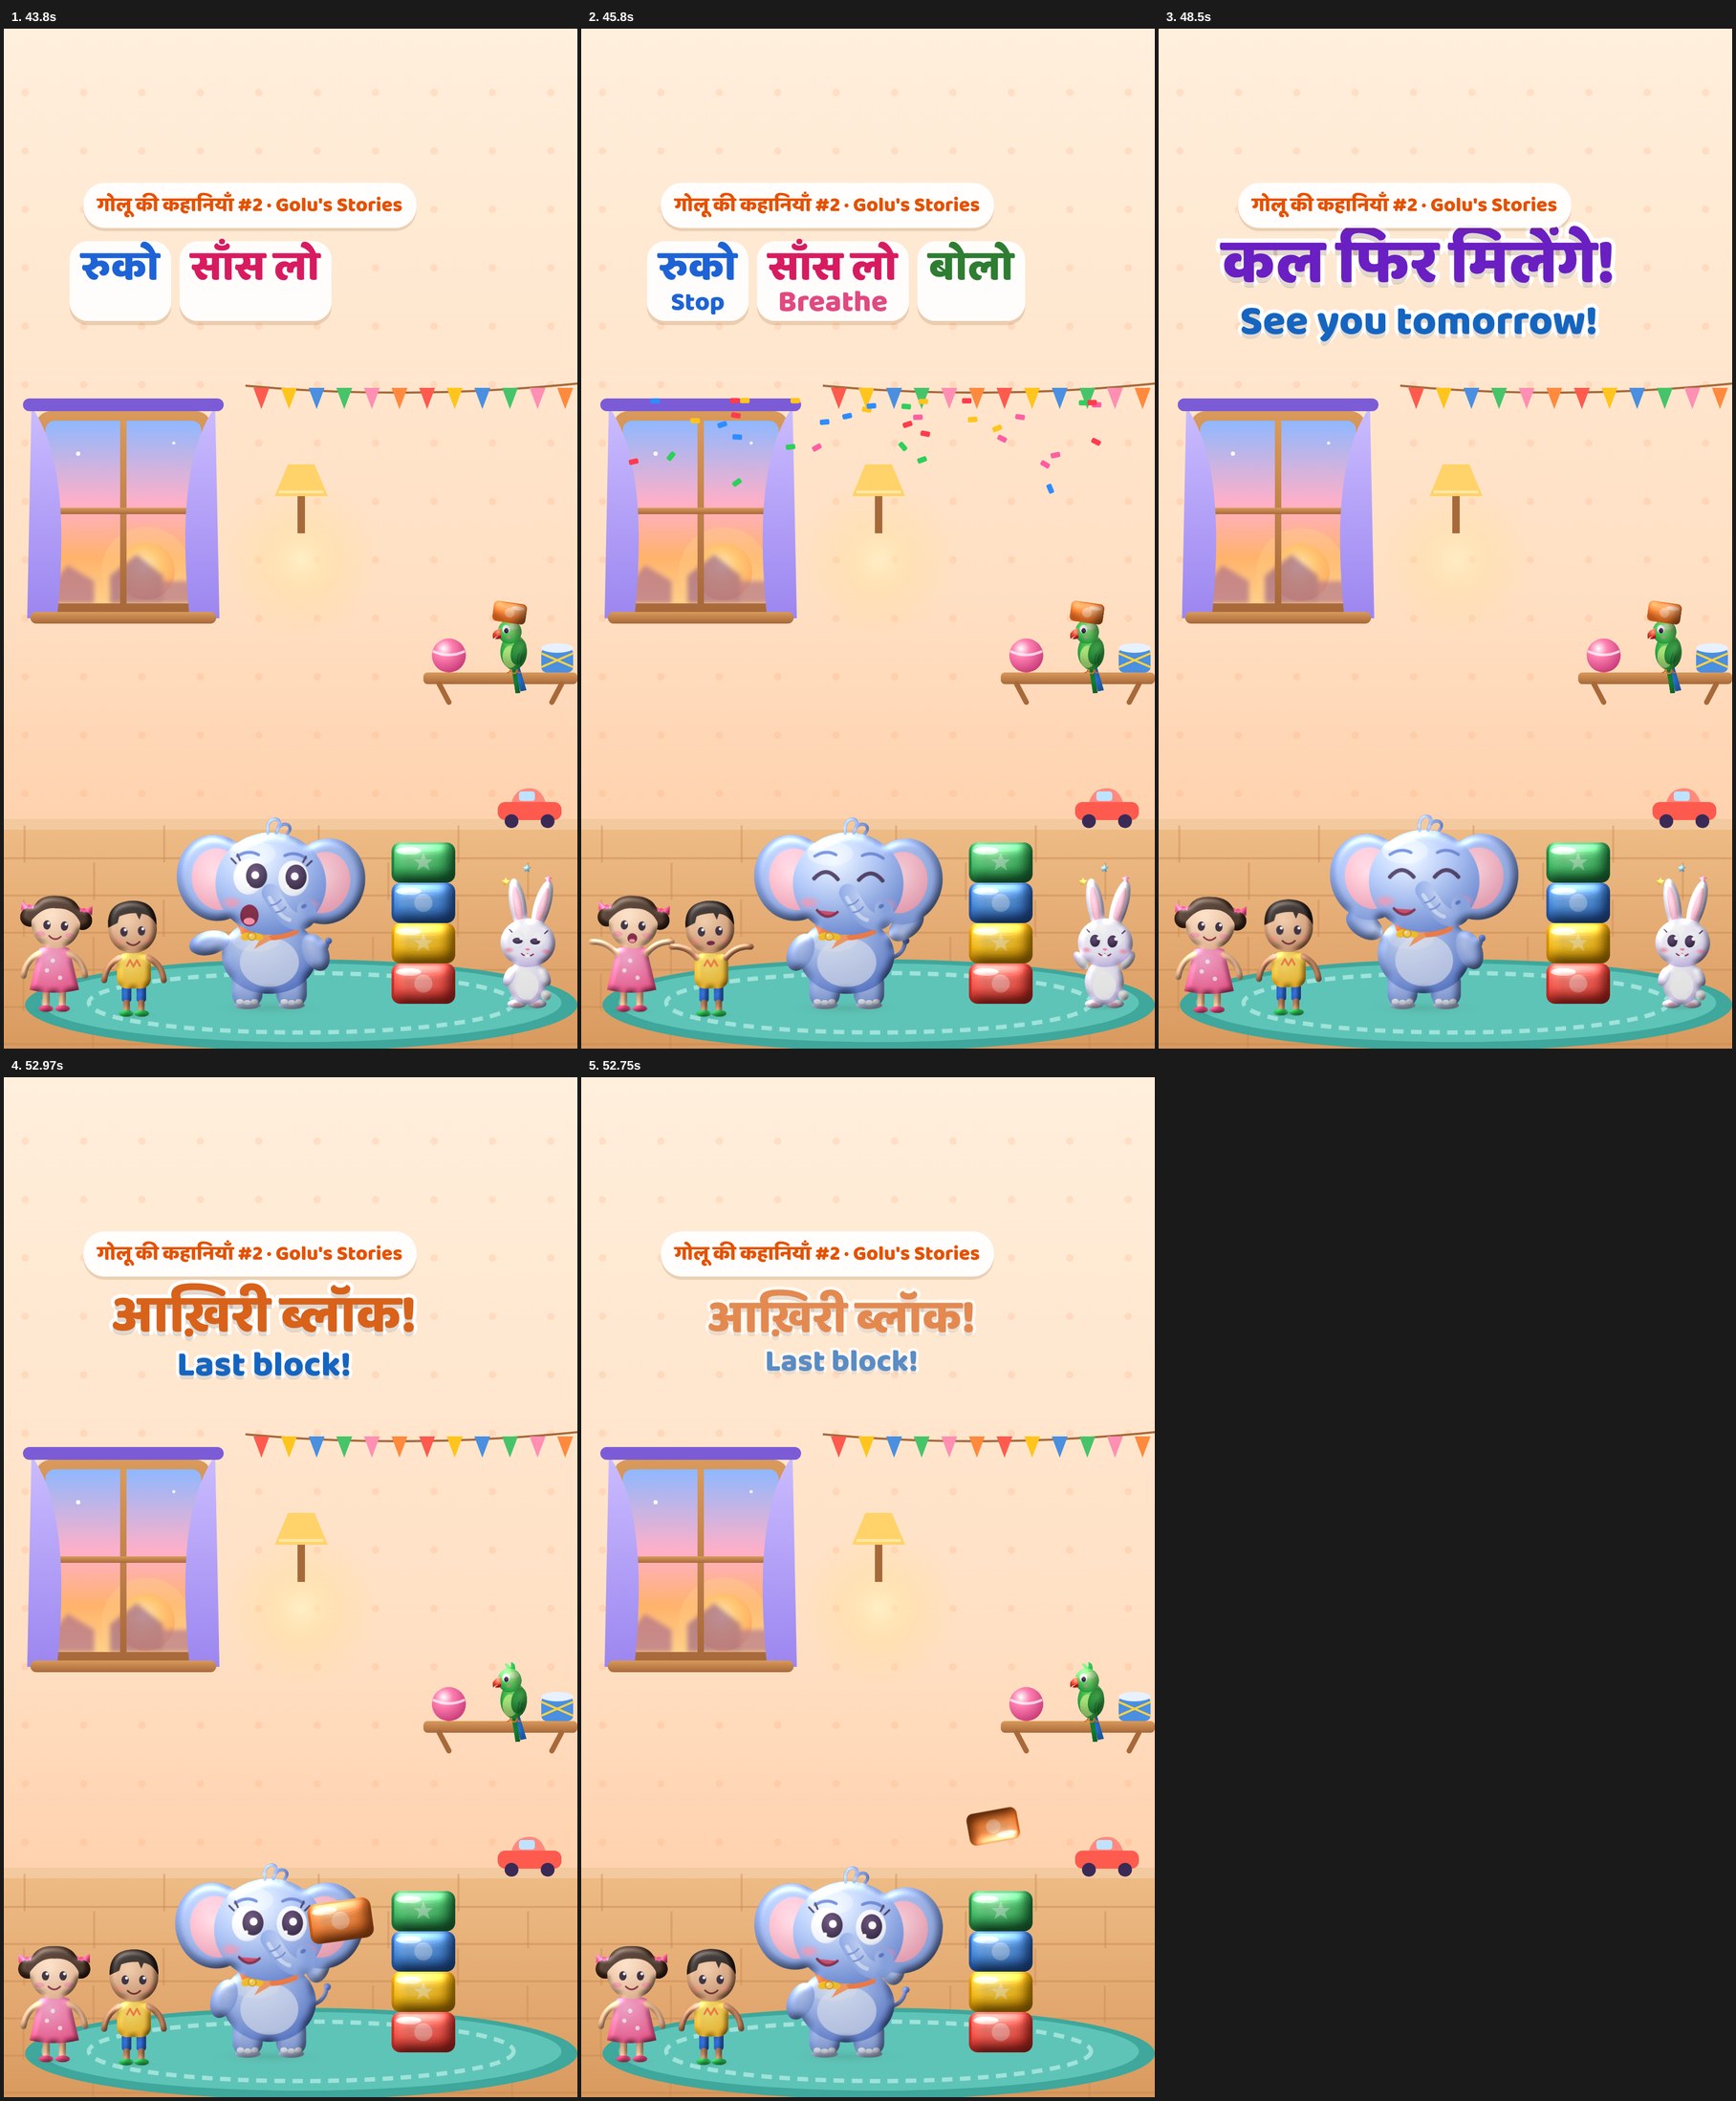 1. 43.8s
गोलू की कहानियाँ #2 · Golu's Stories
रुको साँस लो
2. 45.8s
गोलू की कहानियाँ #2 · Golu's Stories
रुको साँस लो बोलो
Stop Breathe
3. 48.5s
गोलू की कहानियाँ #2 · Golu's Stories
कल फिर मिलेंगे!
See you tomorrow!
4. 52.97s
गोलू की कहानियाँ #2 · Golu's Stories
आख़िरी ब्लॉक!
Last block!
5. 52.75s
गोलू की कहानियाँ #2 · Golu's Stories
आख़िरी ब्लॉक!
Last block!